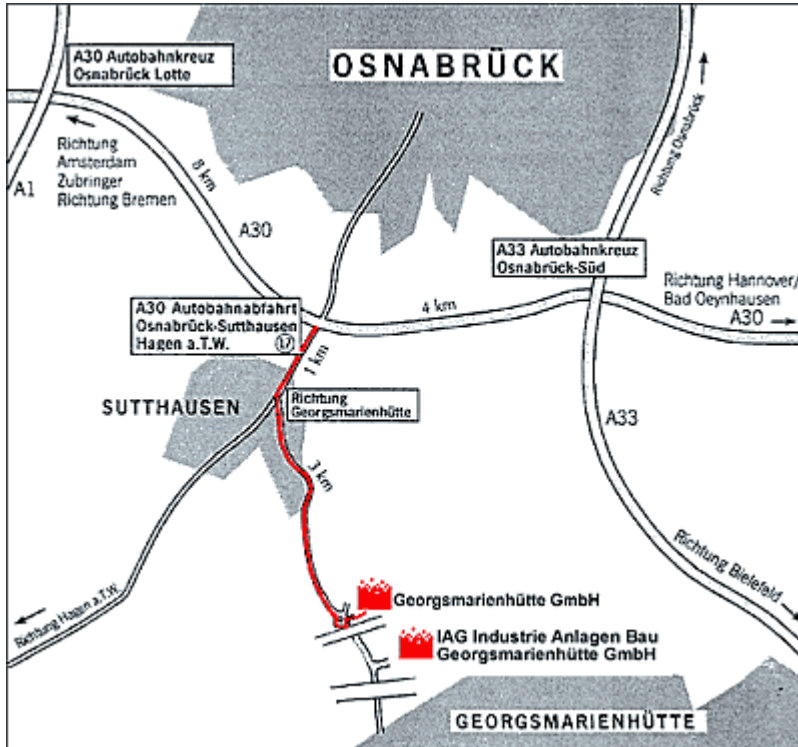 A30 Autobahnkreuz
Osnabrück Lotte
OSNABRÜCK
Richtung
Amsterdam
Zubringer
Richtung Bremen
A1
8 km
A30
Richtung Osnabrück
A33 Autobahnkreuz
Osnabrück-Süd
Richtung Hannover/
Bad Oeynhausen
A30
4 km
A30 Autobahnabfahrt
Osnabrück-Sutthausen
Hagen a.T.W.
17
1 km
SUTTHAUSEN
Richtung
Georgsmarienhütte
A33
3 km
Richtung Bielefeld
Richtung Hagen a.T.W
Georgsmarienhütte GmbH
IAG Industrie Anlagen Bau
Georgsmarienhütte GmbH
GEORGSMARIENHÜTTE